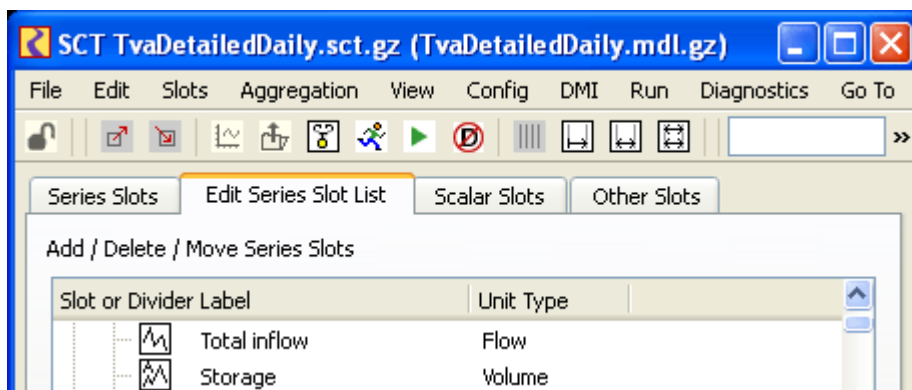 SCT TvaDetailedDaily.sct.gz (TvaDetailedDaily.mdl.gz)
File Edit Slots Aggregation View Config DMI Run Diagnostics Go To
D »
Series Slots Edit Series Slot List Scalar Slots Other Slots
Add / Delete / Move Series Slots
Slot or Divider Label Unit Type
Total inflow Flow
Storage Volume